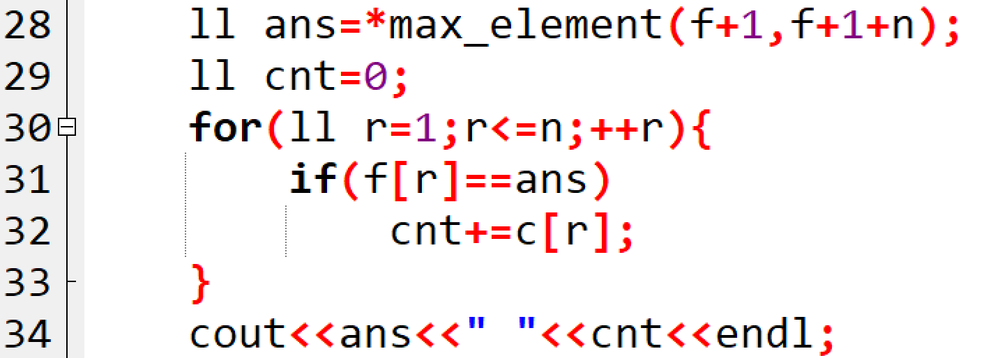 28 ll ans=*max_element(f+1,f+1+n);
29 ll cnt=0;
30 for(ll r=1;r<=n;++r){
31 if(f[r]==ans)
32 cnt+=c[r];
33 }
34 cout<<ans<<" "<<cnt<<endl;